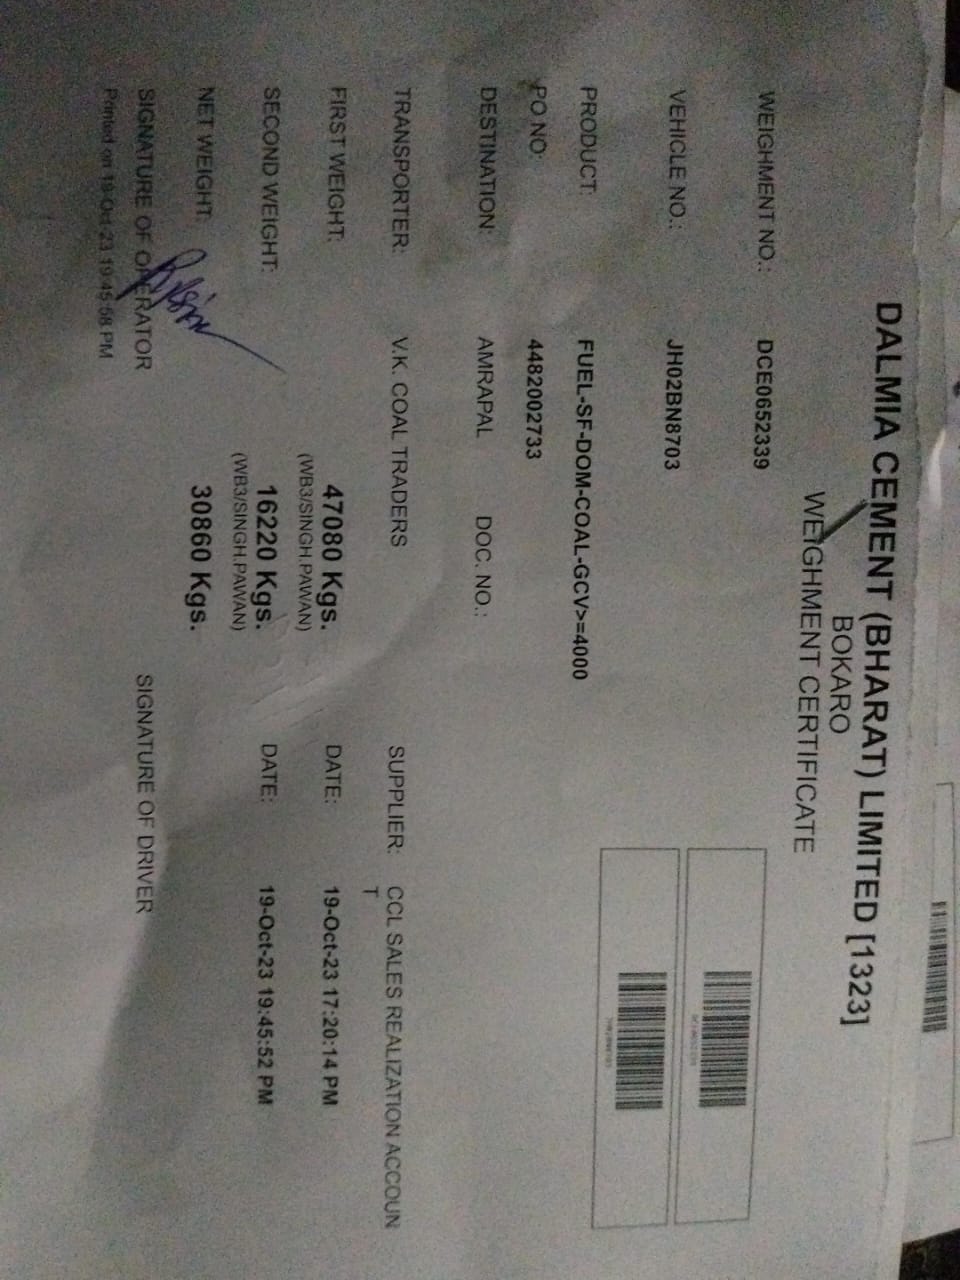 DALMIA CEMENT (BHARAT) LIMITED [1323]
BOKARO
WEIGHMENT CERTIFICATE
WEIGHMENT NO.: DCE0652339
VEHICLE NO.: JH02BN8703
PRODUCT: FUEL-SF-DOM-COAL-GCV>=4000
PO NO: 4482002733
DESTINATION: AMRAPAL DOC. NO.:
TRANSPORTER: V.K. COAL TRADERS SUPPLIER: CCL SALES REALIZATION ACCOUN
T
FIRST WEIGHT: 47080 Kgs. DATE: 19-Oct-23 17:20:14 PM
(WB3/SINGH.PAWAN)
SECOND WEIGHT: 16220 Kgs. DATE: 19-Oct-23 19:45:52 PM
(WB3/SINGH.PAWAN)
NET WEIGHT: 30860 Kgs.
SIGNATURE OF OPERATOR SIGNATURE OF DRIVER
Printed on 19-Oct-23 19:45:58 PM